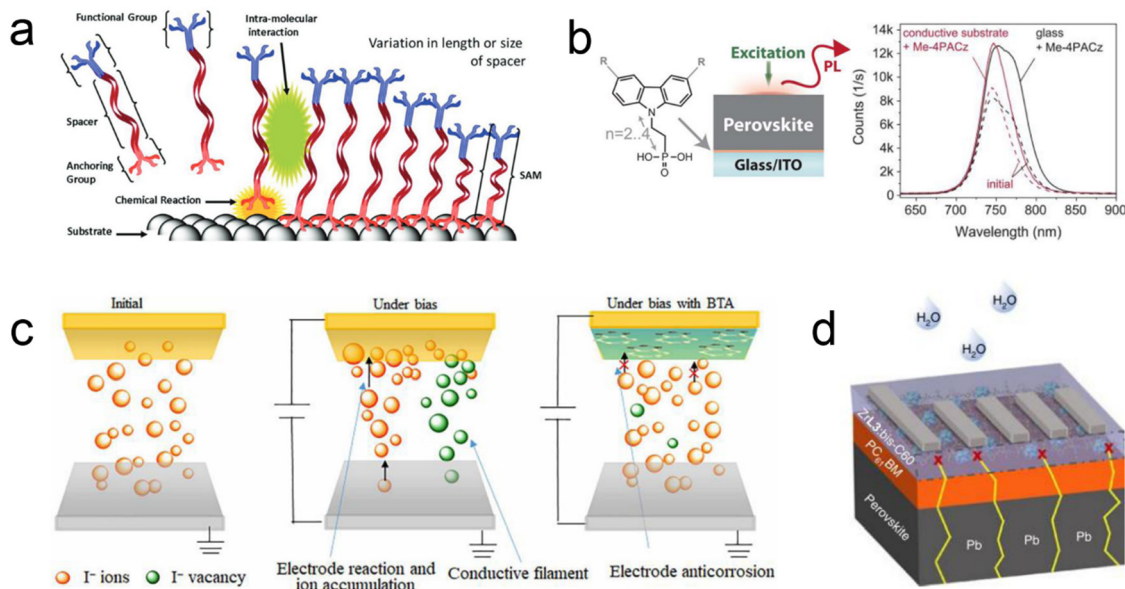 a
Functional Group
Intra-molecular
interaction
Variation in length or size
of spacer
Spacer
Anchoring
Group
Chemical Reaction
Substrate
SAM
b
R
R
N
n=2..4
HO
P
OH
O
Excitation
PL
Perovskite
Glass/ITO
conductive substrate
+ Me-4PACz
glass
+ Me-4PACz
initial
14k
12k
10k
8k
6k
4k
2k
0
Counts (1/s)
650
700
750
800
850
900
Wavelength (nm)
c
Initial
Under bias
Under bias with BTA
Electrode reaction and
ion accumulation
Conductive filament
Electrode anticorrosion
I⁻ ions
I⁻ vacancy
d
H₂O
H₂O
H₂O
ZrL3:bis-C60
PC₆₁BM
Perovskite
Pb
Pb
Pb
Pb